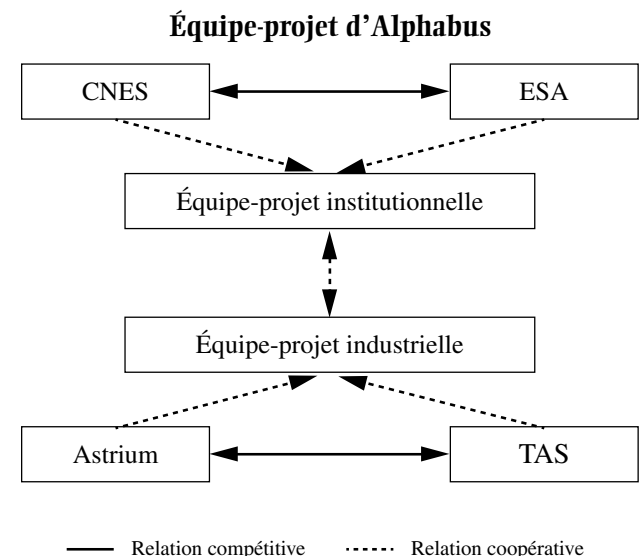 Équipe-projet d'Alphabus
CNES
ESA
Équipe-projet institutionnelle
Équipe-projet industrielle
Astrium
TAS
Relation compétitive
Relation coopérative